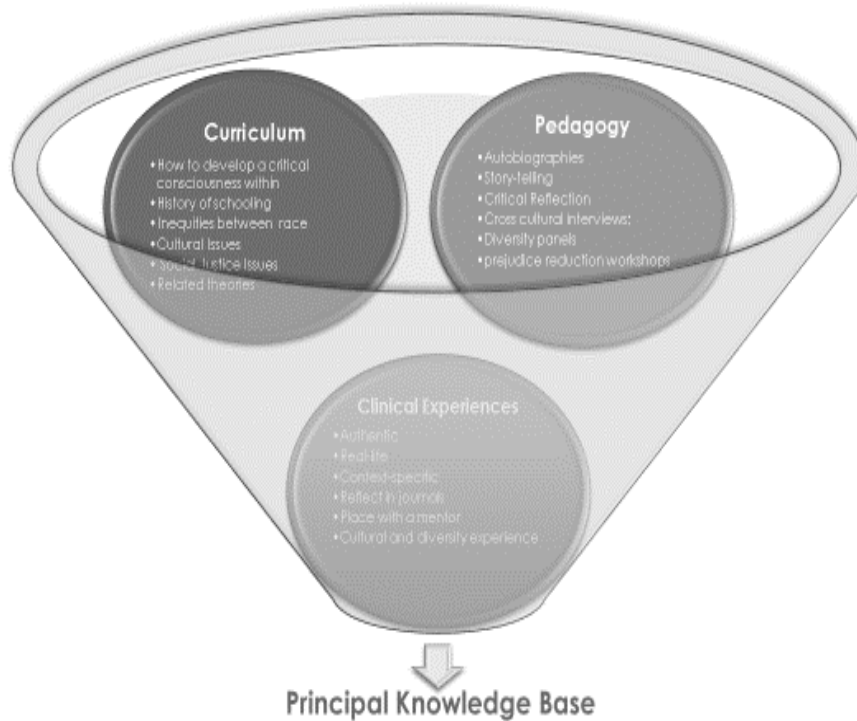 Curriculum
•How to develop a critical
consciousness within
•History of schooling
•Inequities between race
•Cultural Issues
•Social Justice Issues
•Related theories
Pedagogy
•Autobiographies
•Story-telling
•Critical Reflection
•Cross cultural interviews;
•Diversity panels
•prejudice reduction workshops
Clinical Experiences
•Authentic
•Real-life
•Context-specific
•Reflect in journals
•Place with a mentor
•Cultural and diversity experience
Principal Knowledge Base